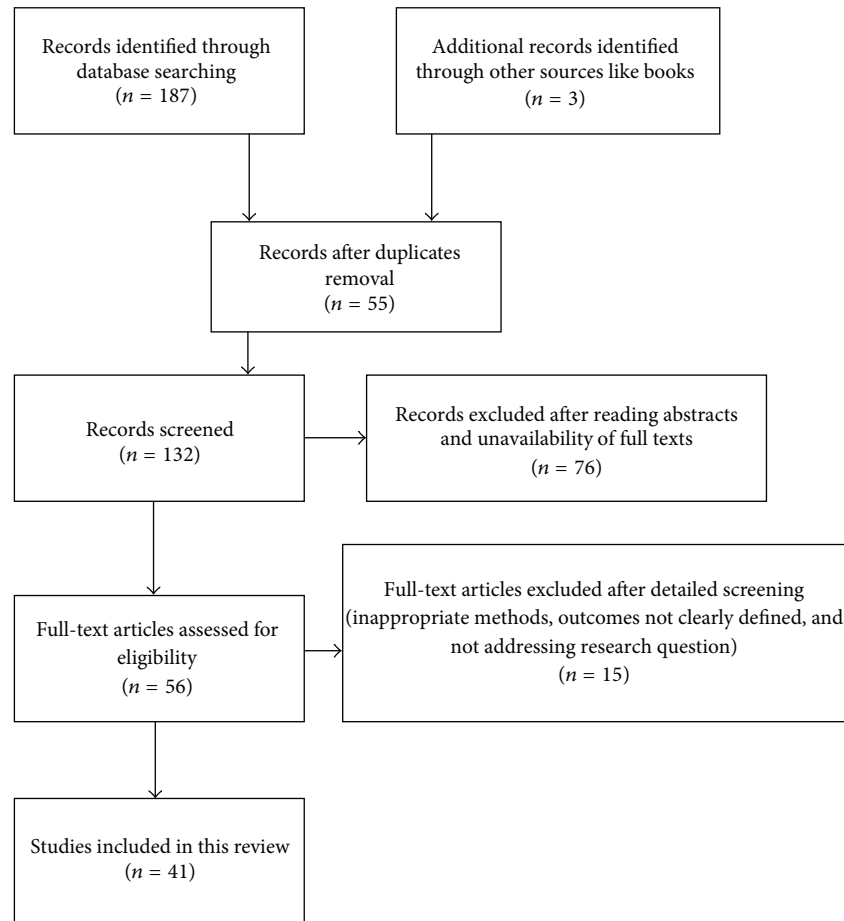 Records identified through
database searching
(n = 187)
Additional records identified
through other sources like books
(n = 3)
Records after duplicates
removal
(n = 55)
Records screened
(n = 132)
Records excluded after reading abstracts
and unavailability of full texts
(n = 76)
Full-text articles assessed for
eligibility
(n = 56)
Full-text articles excluded after detailed screening
(inappropriate methods, outcomes not clearly defined, and
not addressing research question)
(n = 15)
Studies included in this review
(n = 41)